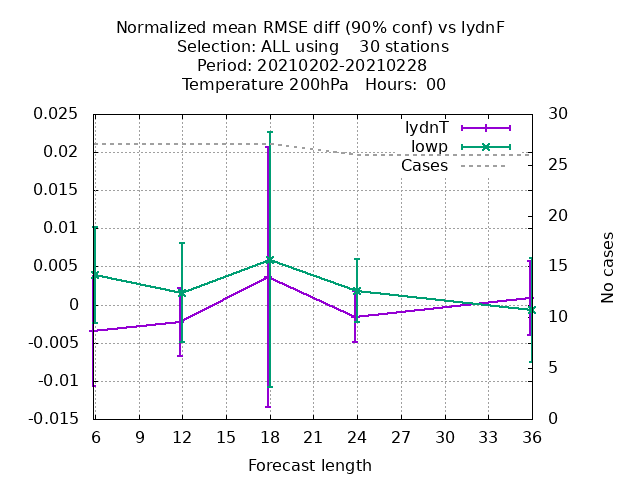 Normalized mean RMSE diff (90% conf) vs lydnF
Selection: ALL using    30 stations
Period: 20210202-20210228
Temperature 200hPa   Hours:  00
0.025
0.02
0.015
0.01
0.005
0
-0.005
-0.01
-0.015
30
25
20
15
10
5
0
lydnT
lowp
Cases
No cases
6 9 12 15 18 21 24 27 30 33 36
Forecast length